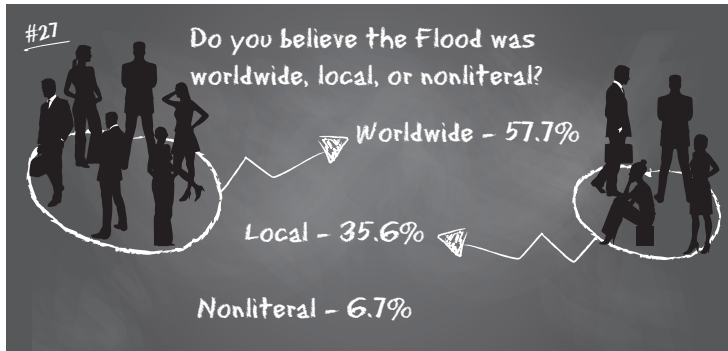 #27
Do you believe the Flood was
worldwide, local, or nonliteral?
Worldwide - 57.7%
Local - 35.6%
Nonliteral - 6.7%